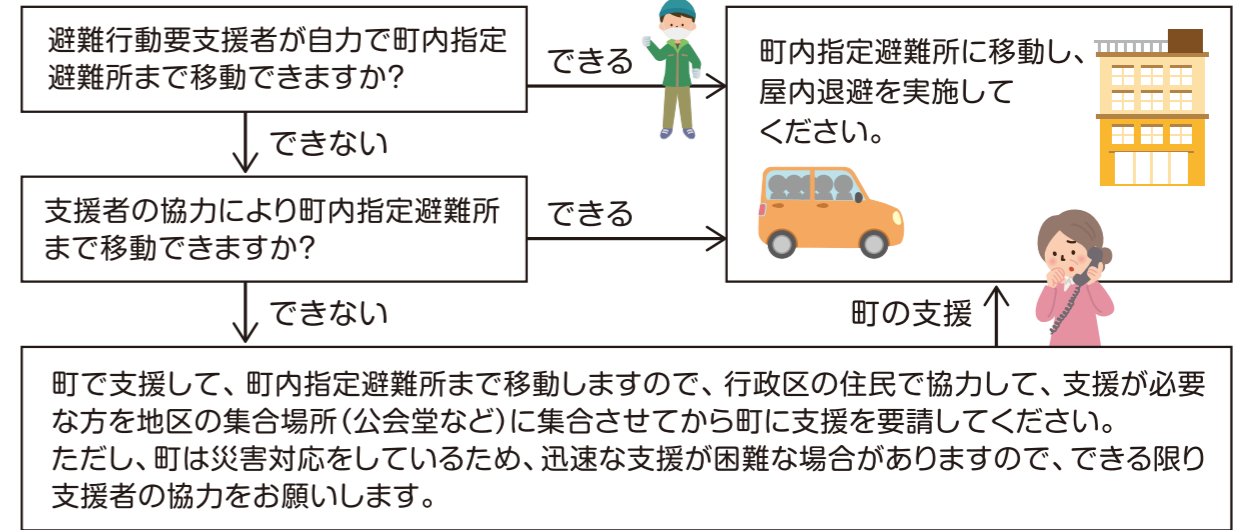 避難行動要支援者が自力で町内指定
避難所まで移動できますか?
できる
町内指定避難所に移動し、
屋内退避を実施して
ください。
できない
支援者の協力により町内指定避難所
まで移動できますか?
できる
できない
町の支援
町で支援して、町内指定避難所まで移動しますので、行政区の住民で協力して、支援が必要
な方を地区の集合場所(公会堂など)に集合させてから町に支援を要請してください。
ただし、町は災害対応をしているため、迅速な支援が困難な場合がありますので、できる限り
支援者の協力をお願いします。